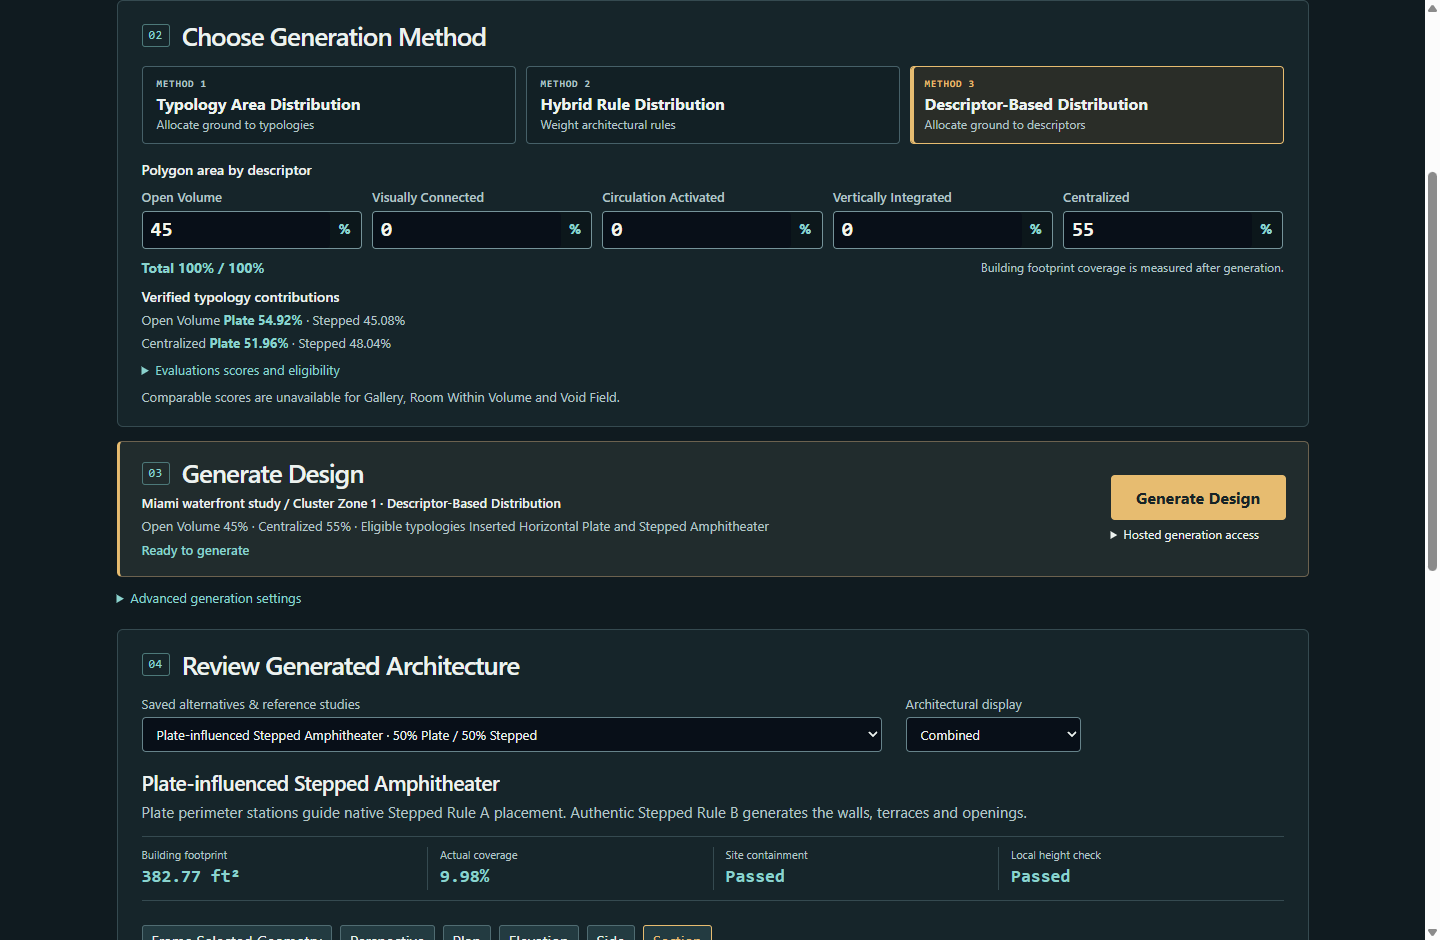 02 Choose Generation Method
METHOD 1
Typology Area Distribution
Allocate ground to typologies
METHOD 2
Hybrid Rule Distribution
Weight architectural rules
METHOD 3
Descriptor-Based Distribution
Allocate ground to descriptors
Polygon area by descriptor
Open Volume
45 %
Visually Connected
0 %
Circulation Activated
0 %
Vertically Integrated
0 %
Centralized
55 %
Total 100% / 100%
Building footprint coverage is measured after generation.
Verified typology contributions
Open Volume Plate 54.92% · Stepped 45.08%
Centralized Plate 51.96% · Stepped 48.04%
Evaluations scores and eligibility
Comparable scores are unavailable for Gallery, Room Within Volume and Void Field.
03 Generate Design
Miami waterfront study / Cluster Zone 1 · Descriptor-Based Distribution
Open Volume 45% · Centralized 55% · Eligible typologies Inserted Horizontal Plate and Stepped Amphitheater
Ready to generate
Generate Design
Hosted generation access
Advanced generation settings
04 Review Generated Architecture
Saved alternatives & reference studies
Plate-influenced Stepped Amphitheater · 50% Plate / 50% Stepped
Architectural display
Combined
Plate-influenced Stepped Amphitheater
Plate perimeter stations guide native Stepped Rule A placement. Authentic Stepped Rule B generates the walls, terraces and openings.
Building footprint
382.77 ft²
Actual coverage
9.98%
Site containment
Passed
Local height check
Passed
Frame Selected Geometry
Perspective
Plan
Elevation
Side
Section